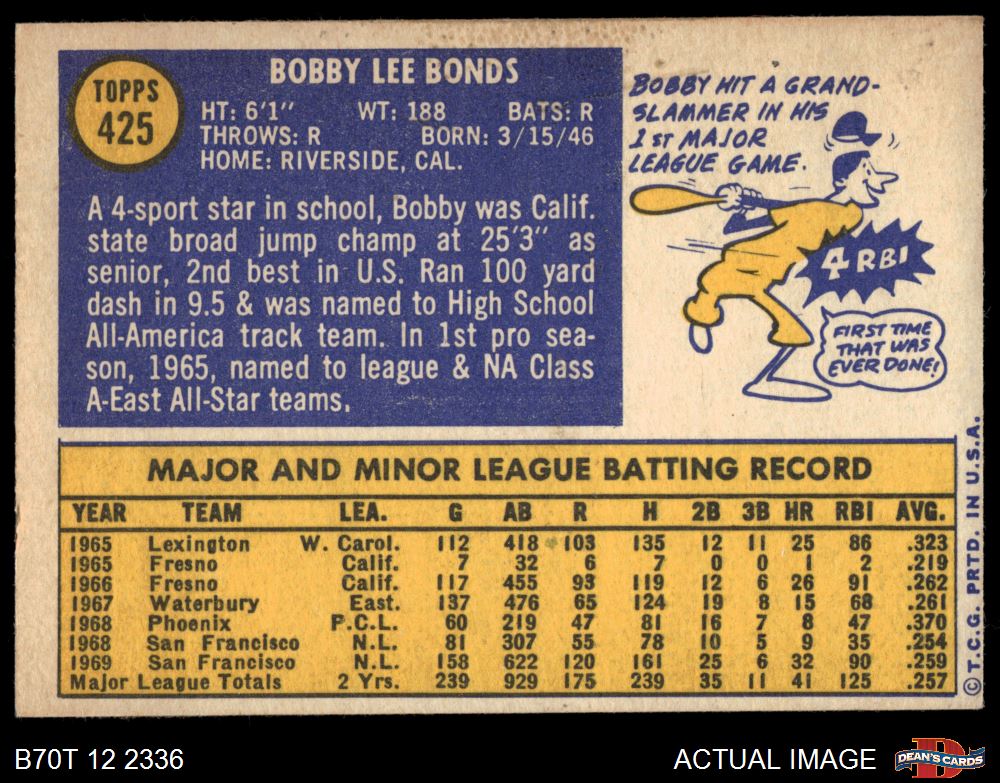 TOPPS
425
BOBBY LEE BONDS
HT: 6'1" WT: 188 BATS: R
THROWS: R BORN: 3/15/46
HOME: RIVERSIDE, CAL.
A 4-sport star in school, Bobby was Calif.
state broad jump champ at 25'3" as
senior, 2nd best in U.S. Ran 100 yard
dash in 9.5 & was named to High School
All-America track team. In 1st pro sea-
son, 1965, named to league & NA Class
A-East All-Star teams.
BOBBY HIT A GRAND-
SLAMMER IN HIS
1ST MAJOR
LEAGUE GAME.
4 RBI
FIRST TIME
THAT WAS
EVER DONE!
MAJOR AND MINOR LEAGUE BATTING RECORD
YEAR TEAM LEA. G AB R H 2B 3B HR RBI AVG.
1965 Lexington W. Carol. 112 418 103 135 12 11 25 86 .323
1965 Fresno Calif. 7 32 6 7 0 0 1 2 .219
1966 Fresno Calif. 117 455 93 119 12 6 26 91 .262
1967 Waterbury East. 137 476 65 124 19 8 15 68 .261
1968 Phoenix P.C.L. 60 219 47 81 16 7 8 47 .370
1968 San Francisco N.L. 81 307 55 78 10 5 9 35 .254
1969 San Francisco N.L. 158 622 120 161 25 6 32 90 .259
Major League Totals 2 Yrs. 239 929 175 239 35 11 41 125 .257
© T.C.G. PRTD. IN U.S.A.
B70T 12 2336
ACTUAL IMAGE
D
DEAN'S CARDS